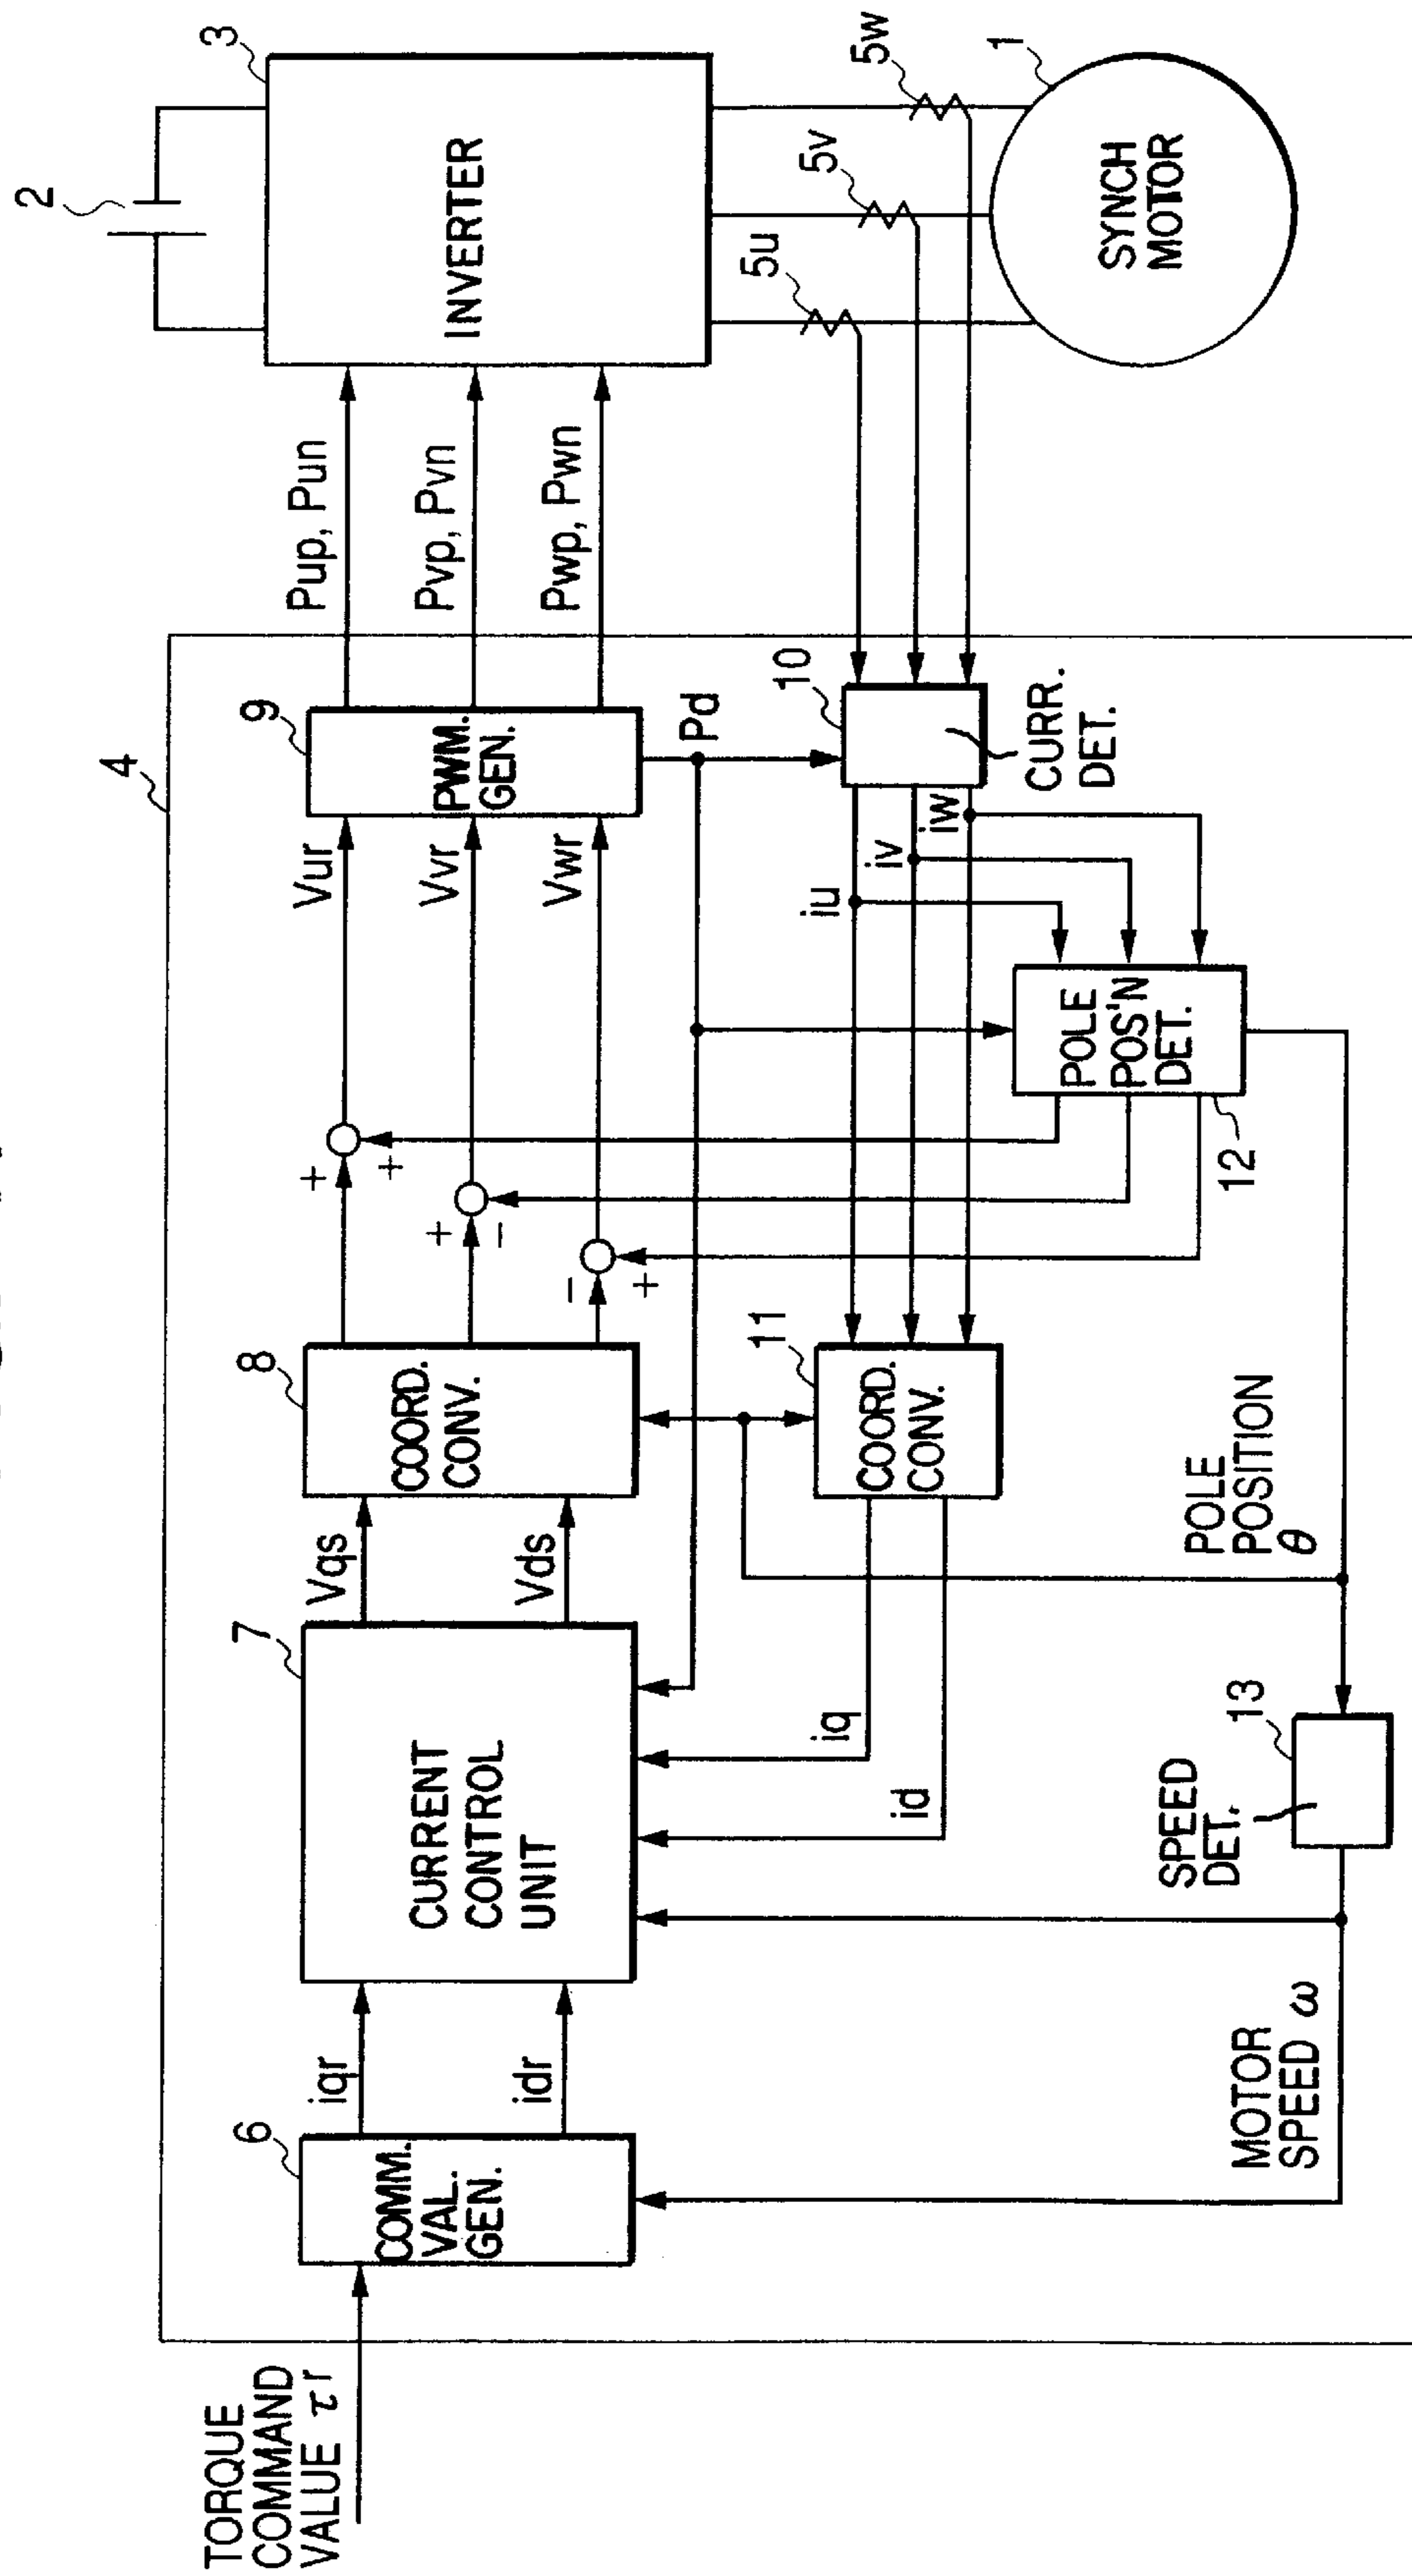 TORQUE
COMMAND
VALUE τr
4
6
COMM.
VAL.
GEN.
iqr
idr
7
CURRENT
CONTROL
UNIT
Vqs
Vds
8
COORD.
CONV.
+
+
+
−
−
+
Vur
Vvr
Vwr
9
PWM.
GEN.
Pup, Pun
Pvp, Pvn
Pwp, Pwn
2
3
INVERTER
Pd
5u
5v
5w
1
SYNCH
MOTOR
10
CURR.
DET.
iu
iv
iw
11
COORD.
CONV.
iq
id
12
POLE
POS'N
DET.
POLE
POSITION
θ
13
SPEED
DET.
MOTOR
SPEED ω